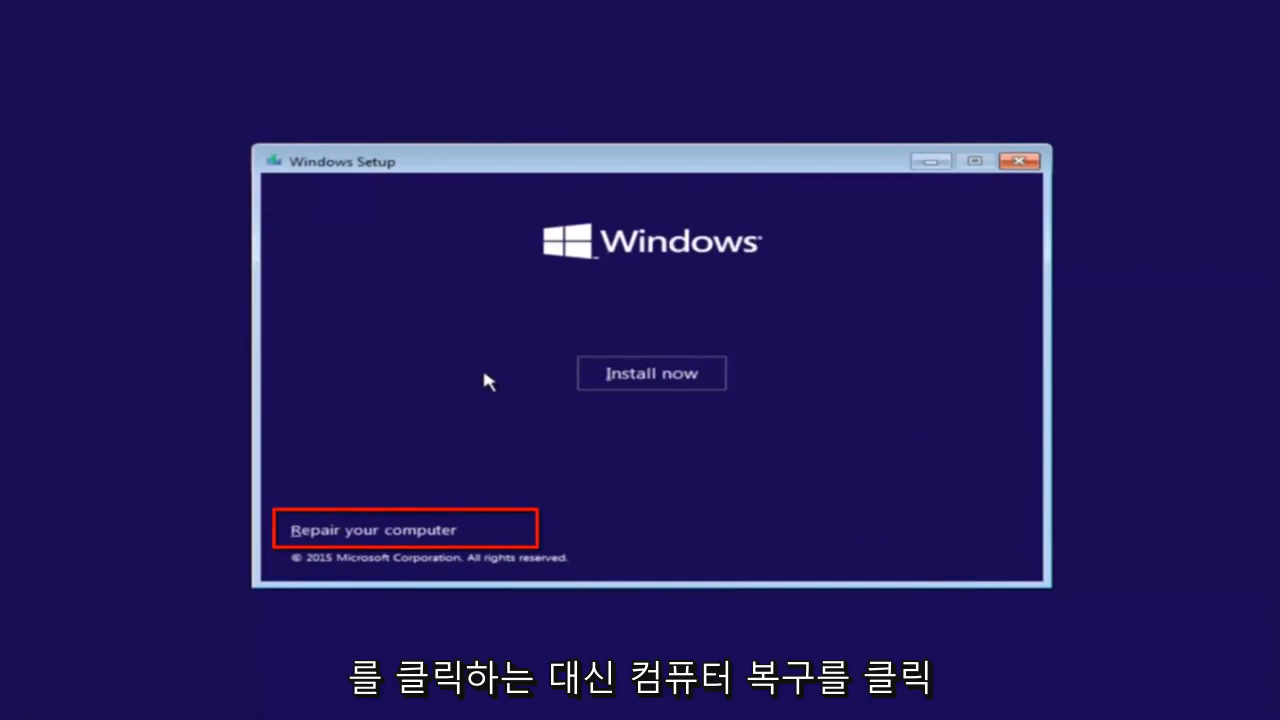 Windows Setup
Windows
Install now
Repair your computer
© 2015 Microsoft Corporation. All rights reserved.
를 클릭하는 대신 컴퓨터 복구를 클릭